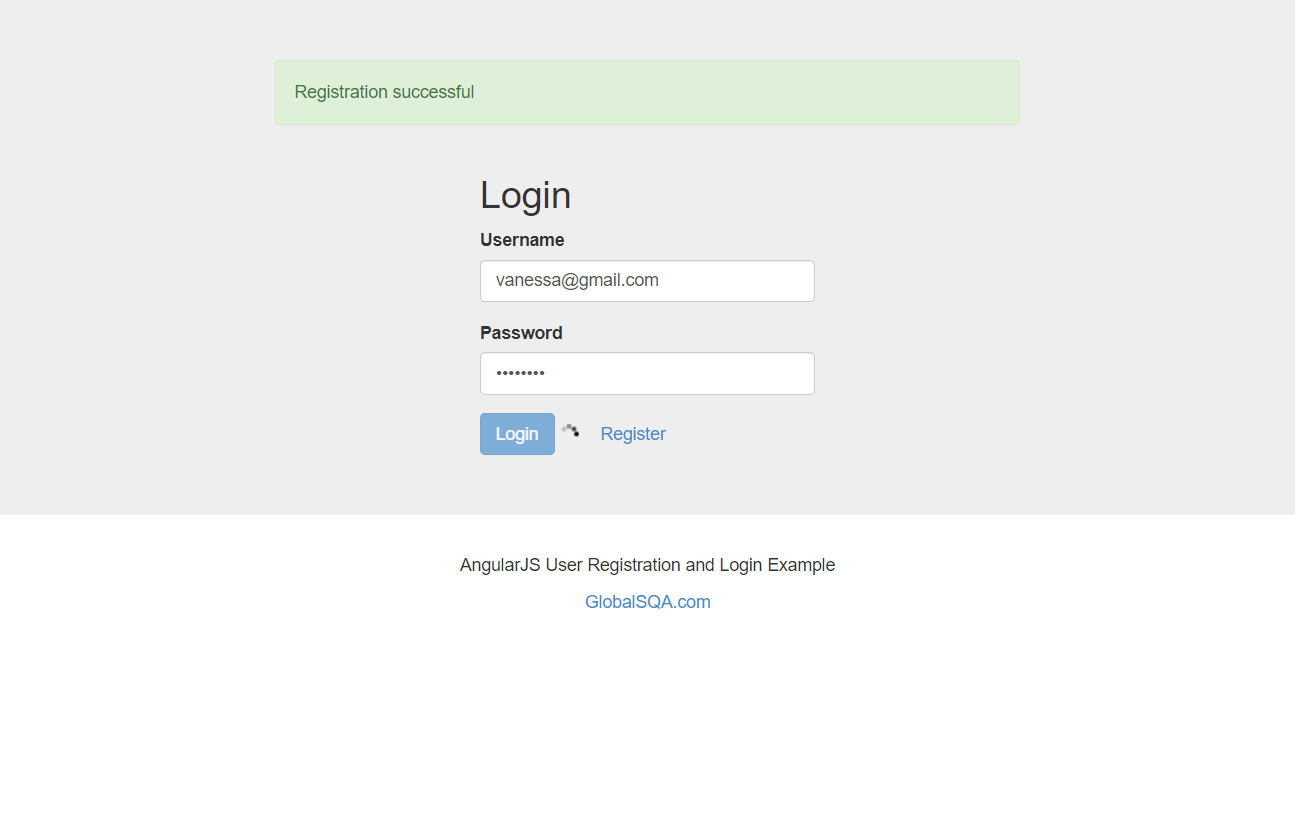 Registration successful
Login
Username
vanessa@gmail.com
Password
••••••••
Login Register
AngularJS User Registration and Login Example
GlobalSQA.com